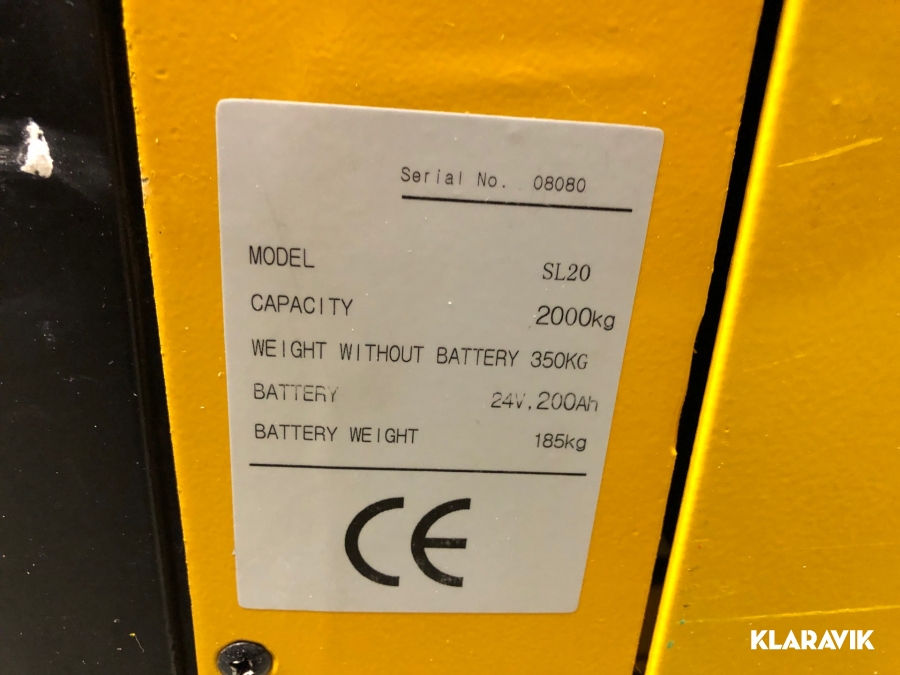 Serial No. 08080
MODEL SL20
CAPACITY 2000kg
WEIGHT WITHOUT BATTERY 350KG
BATTERY 24V,200Ah
BATTERY WEIGHT 185kg
CE
KLARAVIK